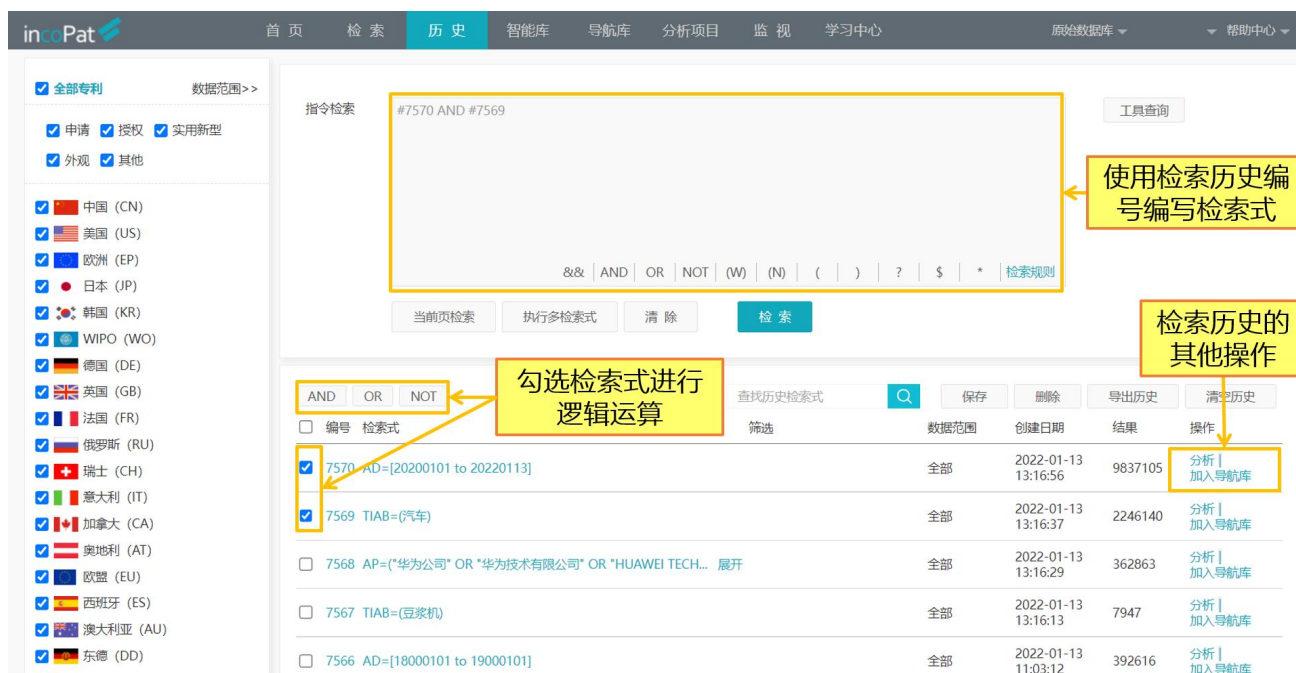 incoPat
首 页 检 索 历 史 智能库 导航库 分析项目 监 视 学习中心 原始数据库 帮助中心
全部专利 数据范围>>
申请 授权 实用新型
外观 其他
中国 (CN)
美国 (US)
欧洲 (EP)
日本 (JP)
韩国 (KR)
WIPO (WO)
德国 (DE)
英国 (GB)
法国 (FR)
俄罗斯 (RU)
瑞士 (CH)
意大利 (IT)
加拿大 (CA)
奥地利 (AT)
欧盟 (EU)
西班牙 (ES)
澳大利亚 (AU)
东德 (DD)
指令检索
#7570 AND #7569
工具查询
使用检索历史编
号编写检索式
&& AND OR NOT (W) (N) ( ) ? $ * 检索规则
当前页检索 执行多检索式 清 除 检 索
检索历史的
其他操作
勾选检索式进行
逻辑运算
AND OR NOT 查找历史检索式 保存 删除 导出历史 清空历史
编号 检索式 筛选 数据范围 创建日期 结果 操作
7570 AD=[20200101 to 20220113] 全部 2022-01-13 13:16:56 9837105 分析 | 加入导航库
7569 TIAB=(汽车) 全部 2022-01-13 13:16:37 2246140 分析 | 加入导航库
7568 AP=("华为公司" OR "华为技术有限公司" OR "HUAWEI TECH... 展开 全部 2022-01-13 13:16:29 362863 分析 | 加入导航库
7567 TIAB=(豆浆机) 全部 2022-01-13 13:16:13 7947 分析 | 加入导航库
7566 AD=[18000101 to 19000101] 全部 2022-01-13 11:03:12 392616 分析 | 加入导航库